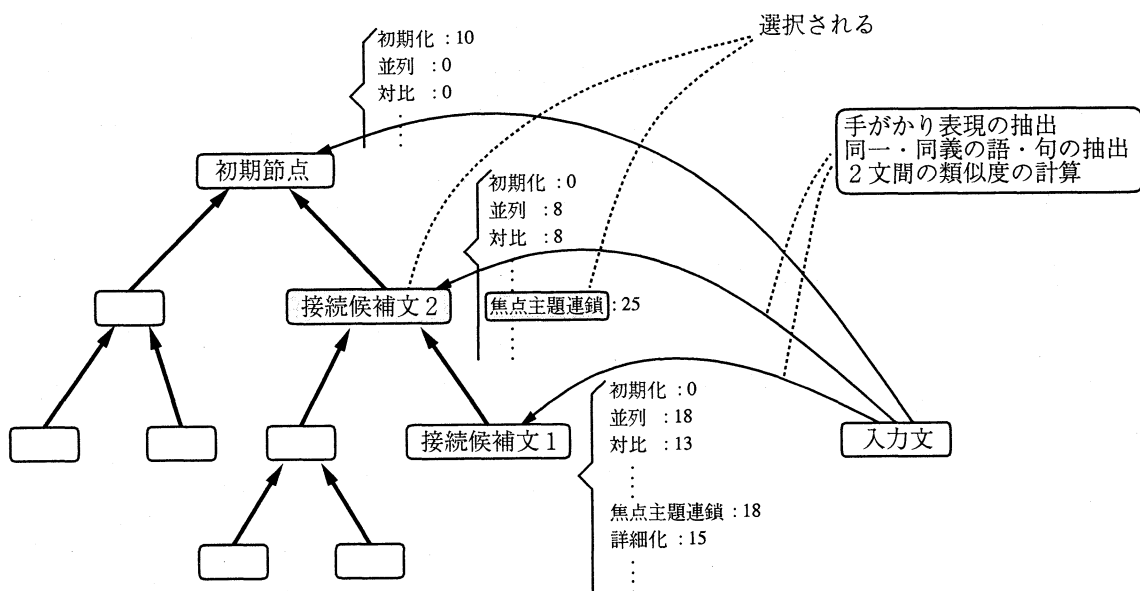 選択される
初期化 : 10
並列 : 0
対比 : 0
手がかり表現の抽出
同一・同義の語・句の抽出
2文間の類似度の計算
初期節点
初期化 : 0
並列 : 8
対比 : 8
接続候補文2
焦点主題連鎖 : 25
初期化 : 0
並列 : 18
対比 : 13
接続候補文1
入力文
焦点主題連鎖 : 18
詳細化 : 15